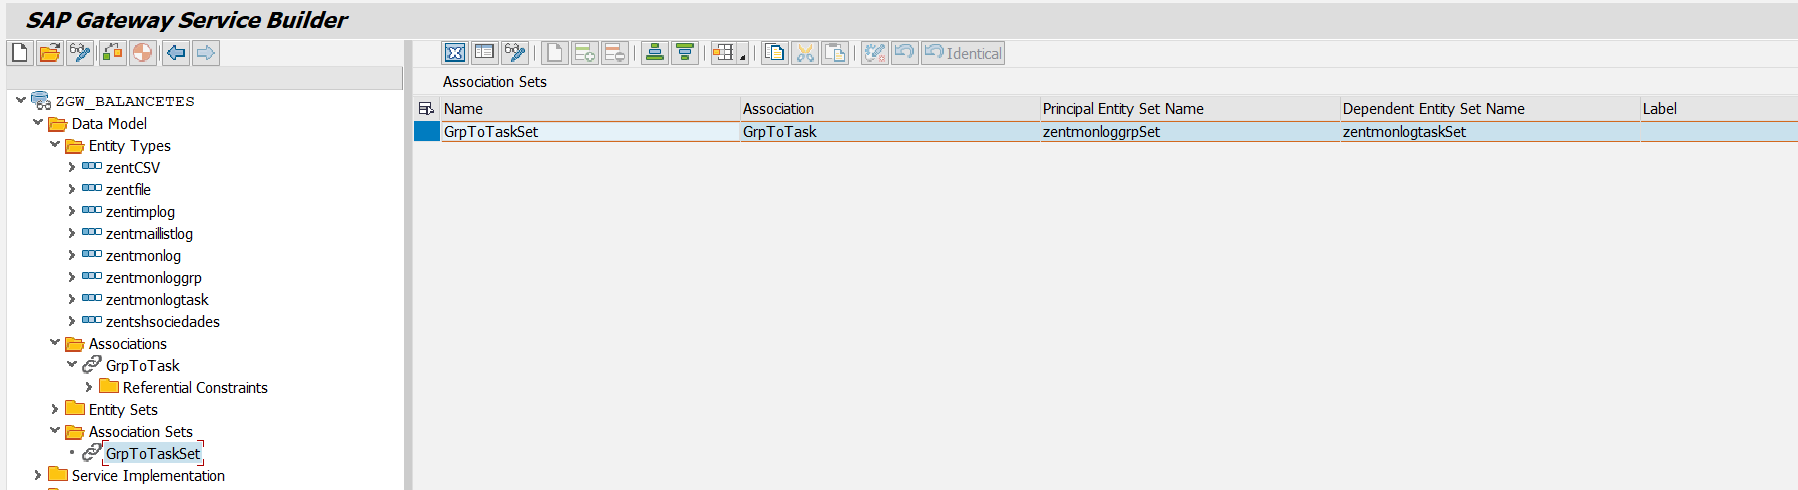 SAP Gateway Service Builder
ZGW_BALANCETES
Data Model
Entity Types
zentCSV
zentfile
zentimplog
zentmaillistlog
zentmonlog
zentmonloggrp
zentmonlogtask
zentshsociedades
Associations
GrpToTask
Referential Constraints
Entity Sets
Association Sets
GrpToTaskSet
Service Implementation
Identical
Association Sets
Name Association Principal Entity Set Name Dependent Entity Set Name Label
GrpToTaskSet GrpToTask zentmonloggrpSet zentmonlogtaskSet